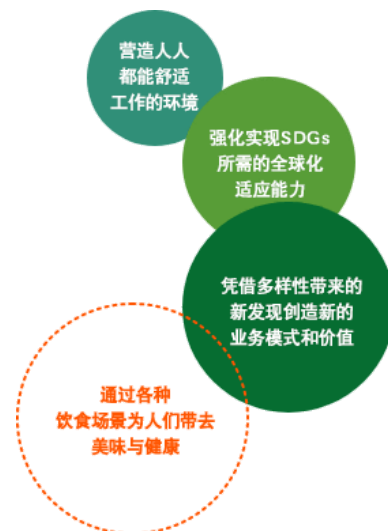 营造人人
都能舒适
工作的环境
强化实现SDGs
所需的全球化
适应能力
凭借多样性带来的
新发现创造新的
业务模式和价值
通过各种
饮食场景为人们带去
美味与健康